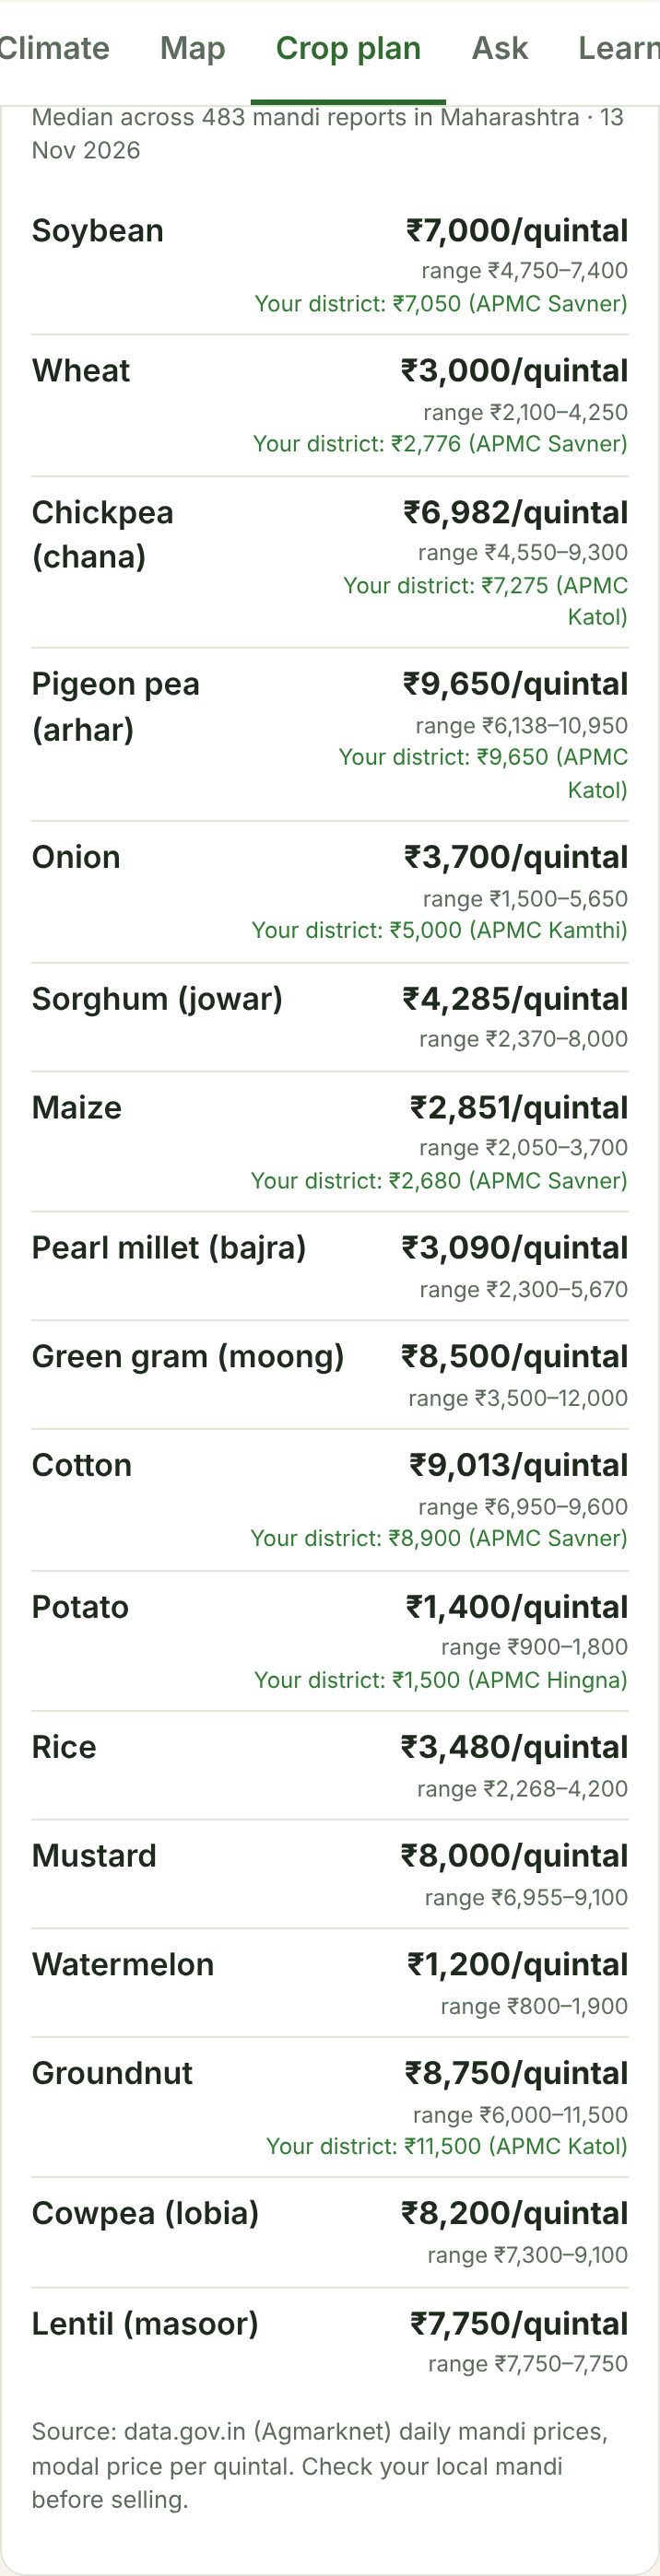 Climate Map Crop plan Ask Learn
Median across 483 mandi reports in Maharashtra · 13
Nov 2026
Soybean ₹7,000/quintal
range ₹4,750–7,400
Your district: ₹7,050 (APMC Savner)
Wheat ₹3,000/quintal
range ₹2,100–4,250
Your district: ₹2,776 (APMC Savner)
Chickpea ₹6,982/quintal
(chana) range ₹4,550–9,300
Your district: ₹7,275 (APMC
Katol)
Pigeon pea ₹9,650/quintal
(arhar) range ₹6,138–10,950
Your district: ₹9,650 (APMC
Katol)
Onion ₹3,700/quintal
range ₹1,500–5,650
Your district: ₹5,000 (APMC Kamthi)
Sorghum (jowar) ₹4,285/quintal
range ₹2,370–8,000
Maize ₹2,851/quintal
range ₹2,050–3,700
Your district: ₹2,680 (APMC Savner)
Pearl millet (bajra) ₹3,090/quintal
range ₹2,300–5,670
Green gram (moong) ₹8,500/quintal
range ₹3,500–12,000
Cotton ₹9,013/quintal
range ₹6,950–9,600
Your district: ₹8,900 (APMC Savner)
Potato ₹1,400/quintal
range ₹900–1,800
Your district: ₹1,500 (APMC Hingna)
Rice ₹3,480/quintal
range ₹2,268–4,200
Mustard ₹8,000/quintal
range ₹6,955–9,100
Watermelon ₹1,200/quintal
range ₹800–1,900
Groundnut ₹8,750/quintal
range ₹6,000–11,500
Your district: ₹11,500 (APMC Katol)
Cowpea (lobia) ₹8,200/quintal
range ₹7,300–9,100
Lentil (masoor) ₹7,750/quintal
range ₹7,750–7,750
Source: data.gov.in (Agmarknet) daily mandi prices,
modal price per quintal. Check your local mandi
before selling.